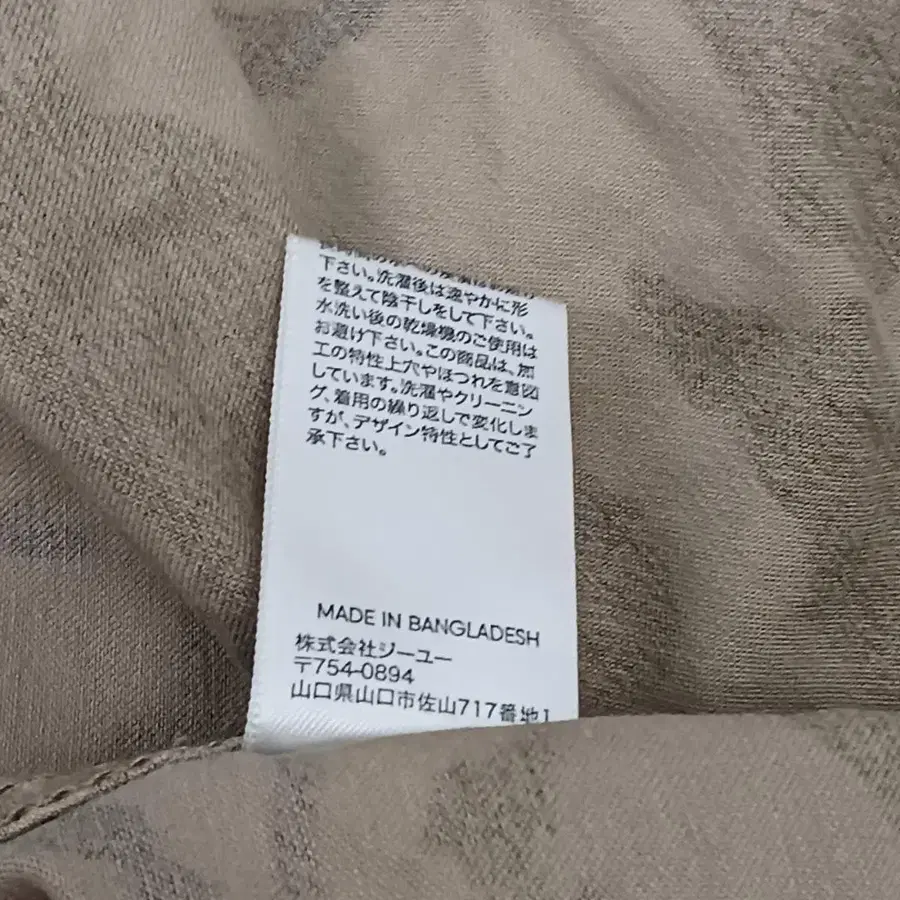 下さい。洗濯後は速やかに形
を整えて陰干しをして下さい。
水洗い後の乾燥機のご使用は
お避け下さい。この商品は、加
工の特性上穴やほつれを意図
しています。洗濯やクリーニン
グ、着用の繰り返しで変化しま
すが、デザイン特性としてご了
承下さい。
MADE IN BANGLADESH
株式会社ジーユー
〒754-0894
山口県山口市佐山717番地1